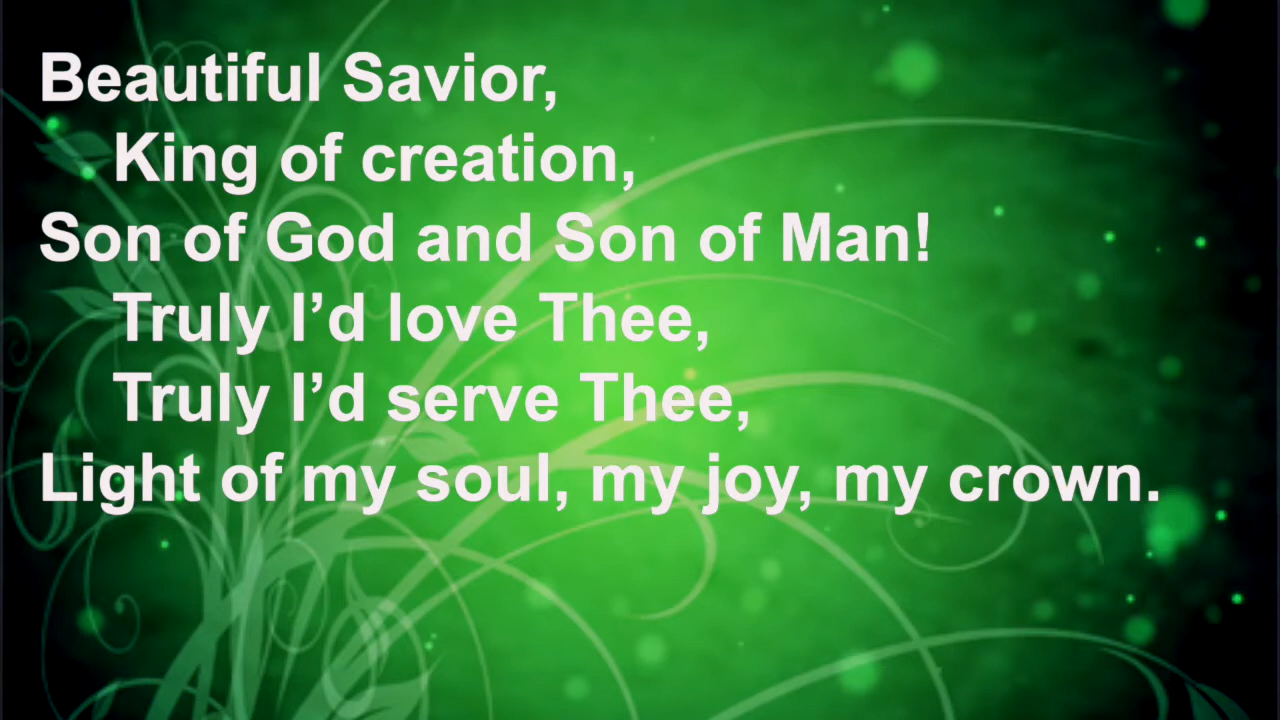 Beautiful Savior,
King of creation,
Son of God and Son of Man!
Truly I’d love Thee,
Truly I’d serve Thee,
Light of my soul, my joy, my crown.